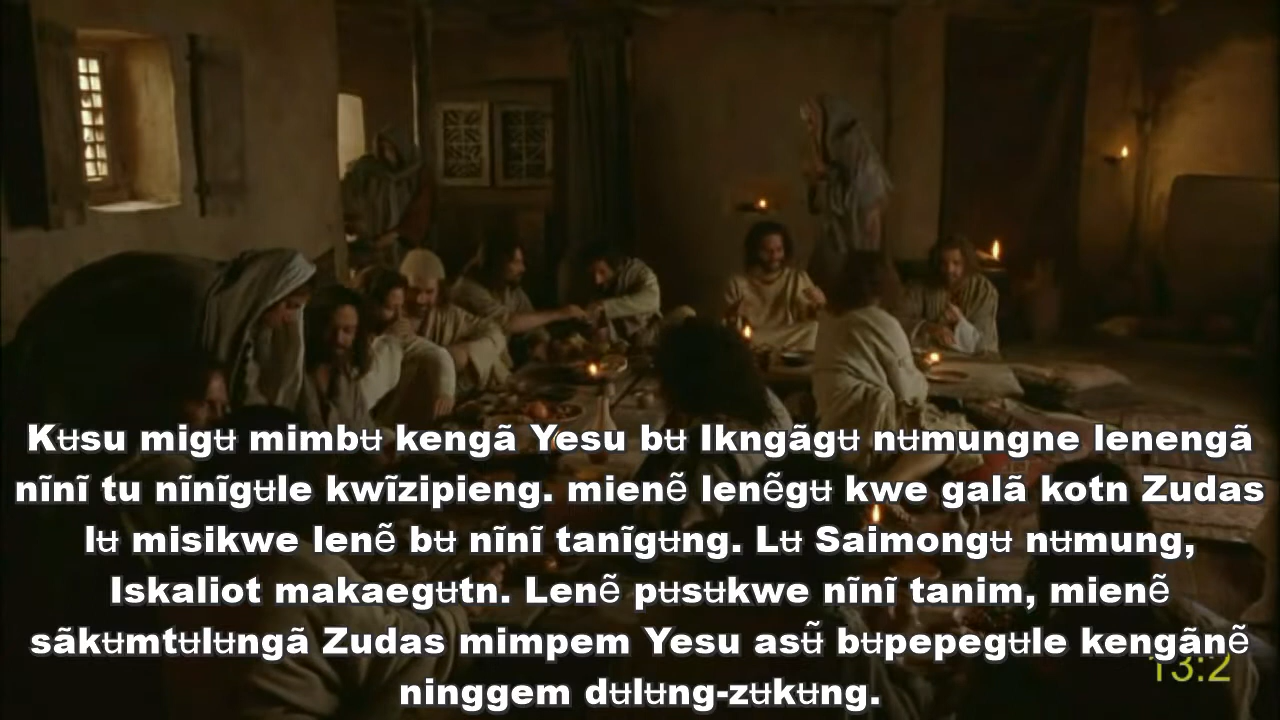 Kʉsu migʉ mimbʉ kengã Yesu bʉ Ikngãgʉ nʉmungne lenengã
nĩnĩ tu nĩnĩgʉle kwĩzipieng. mienẽ lenẽgʉ kwe galã kotn Zudas
lʉ misikwe lenẽ bʉ nĩnĩ tanĩgʉng. Lʉ Saimongʉ nʉmung,
Iskaliot makaegʉtn. Lenẽ pʉsʉkwe nĩnĩ tanim, mienẽ
sãkʉmtʉlʉngã Zudas mimpem Yesu asʉ̃ bʉpepegʉle kengãnẽ
ninggem dʉlʉng-zʉkʉng.
13:2